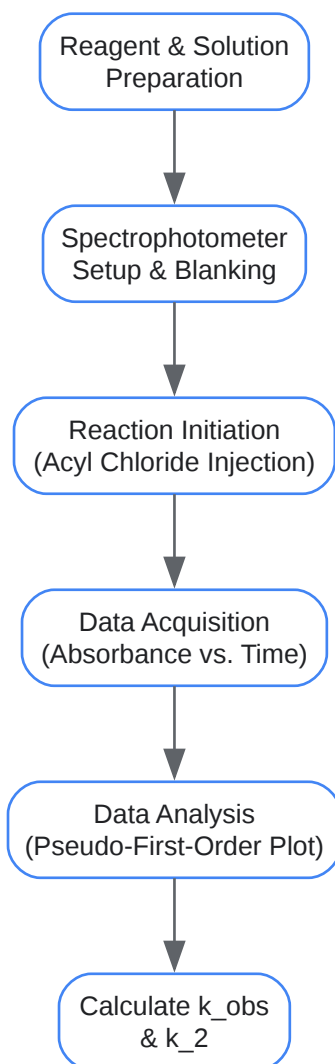 Reagent & Solution
Preparation
Spectrophotometer
Setup & Blanking
Reaction Initiation
(Acyl Chloride Injection)
Data Acquisition
(Absorbance vs. Time)
Data Analysis
(Pseudo-First-Order Plot)
Calculate k_obs
& k_2